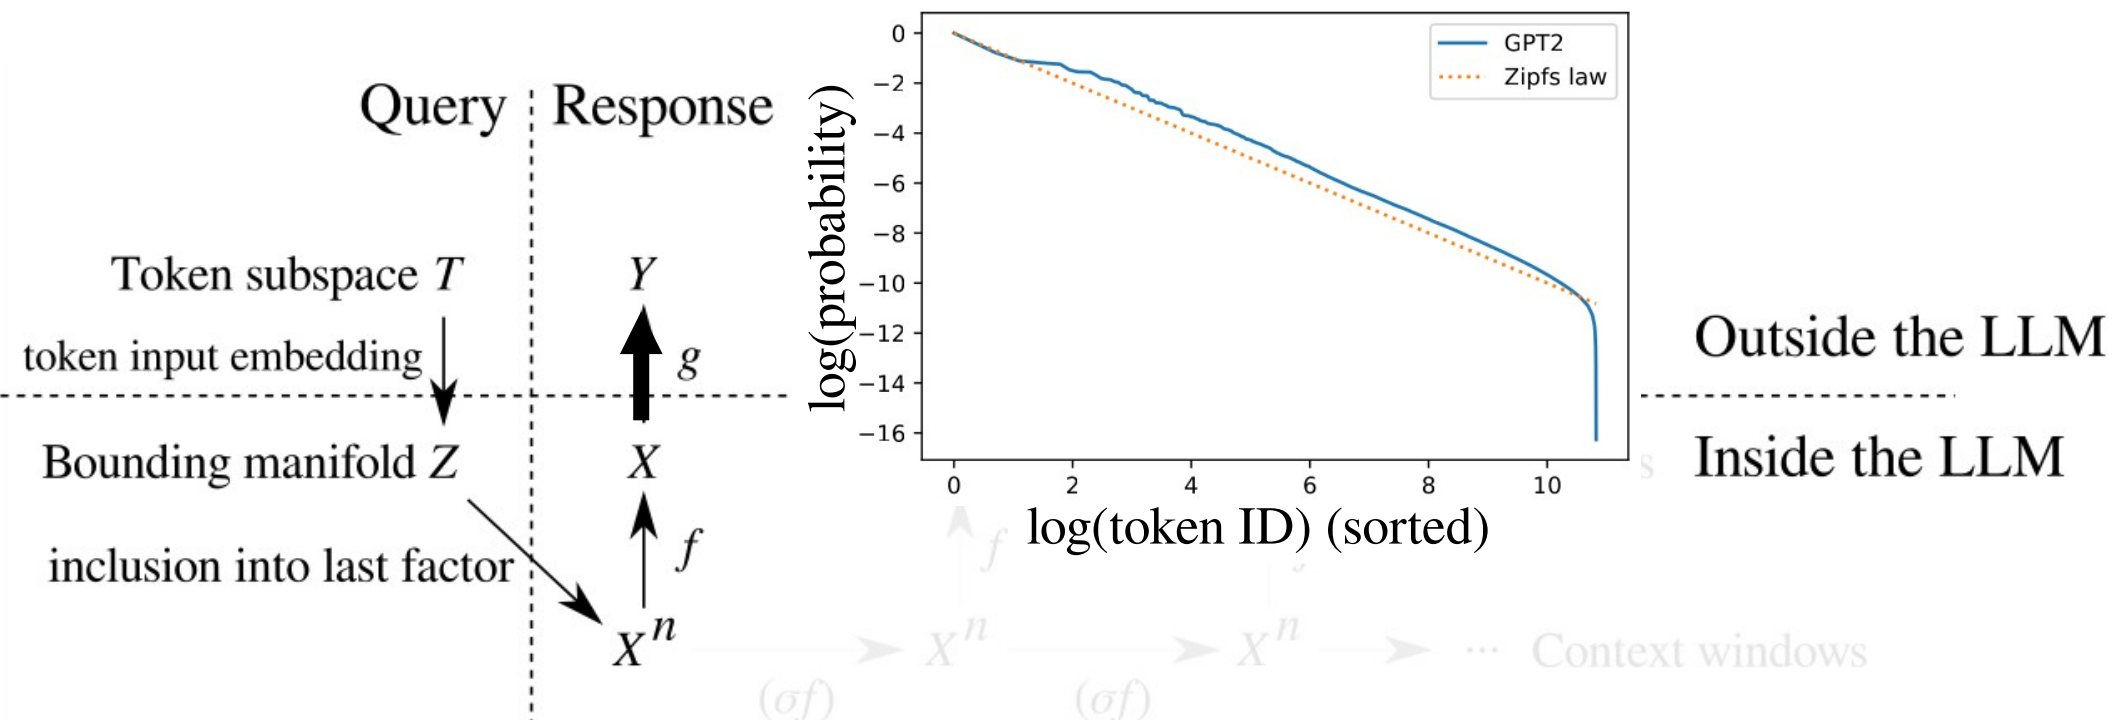 Query
Response
Token subspace T
Y
token input embedding
g
Bounding manifold Z
X
inclusion into last factor
f
X^n
log(probability)
0
−2
−4
−6
−8
−10
−12
−14
−16
GPT2
Zipfs law
0 2 4 6 8 10
log(token ID) (sorted)
Outside the LLM
Inside the LLM
s
f
X^n
X^n
... Context windows
(σf)
(σf)